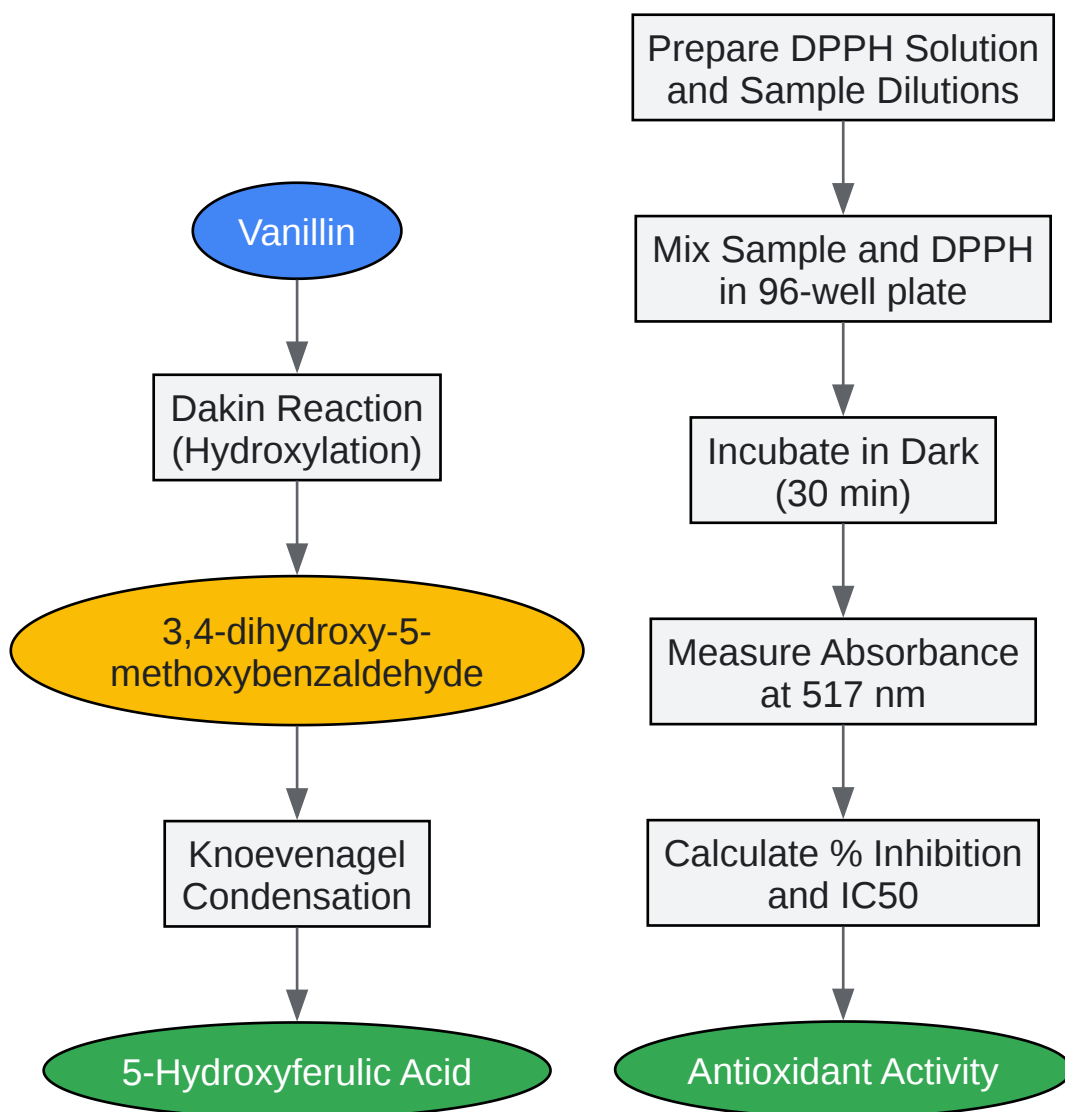 Vanillin
Dakin Reaction
(Hydroxylation)
3,4-dihydroxy-5-
methoxybenzaldehyde
Knoevenagel
Condensation
5-Hydroxyferulic Acid
Prepare DPPH Solution
and Sample Dilutions
Mix Sample and DPPH
in 96-well plate
Incubate in Dark
(30 min)
Measure Absorbance
at 517 nm
Calculate % Inhibition
and IC50
Antioxidant Activity